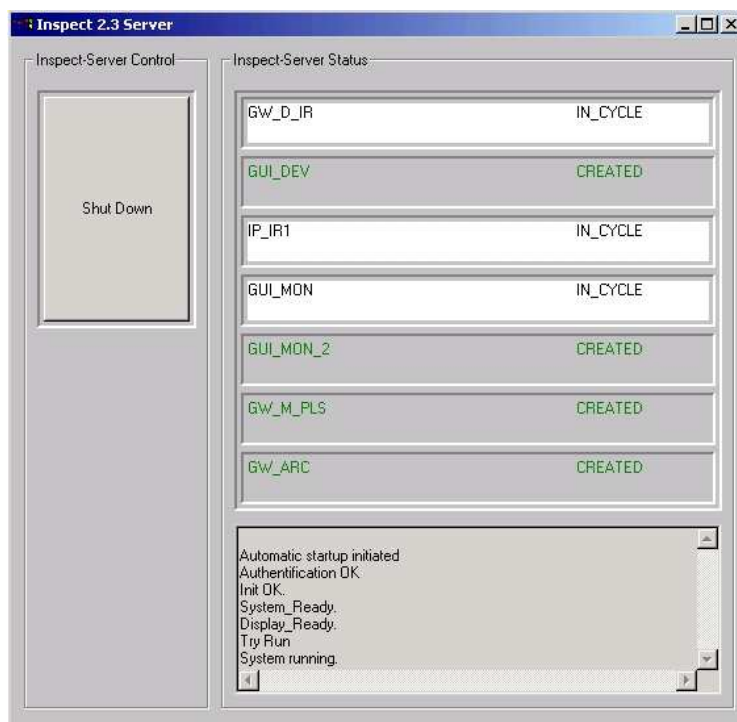 Inspect 2.3 Server
Inspect-Server Control
Shut Down
Inspect-Server Status
GW_D_IR IN_CYCLE
GUI_DEV CREATED
IP_IR1 IN_CYCLE
GUI_MON IN_CYCLE
GUI_MON_2 CREATED
GW_M_PLS CREATED
GW_ARC CREATED
Automatic startup initiated
Authentification OK
Init OK.
System_Ready.
Display_Ready.
Try Run
System running.